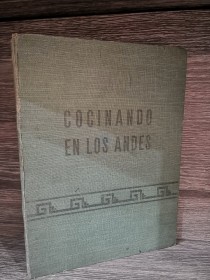 COCINANDO
EN LOS ANDES